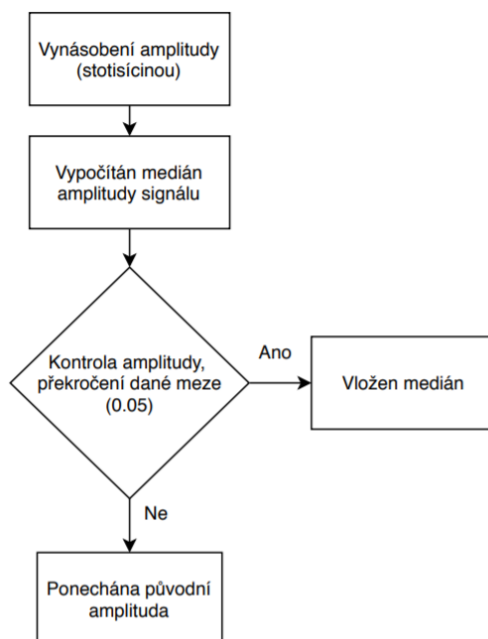 Vynásobení amplitudy
(stotisícinou)
Vypočítán medián
amplitudy signálu
Kontrola amplitudy,
překročení dané meze
(0.05)
Ano
Vložen medián
Ne
Ponechána původní
amplituda